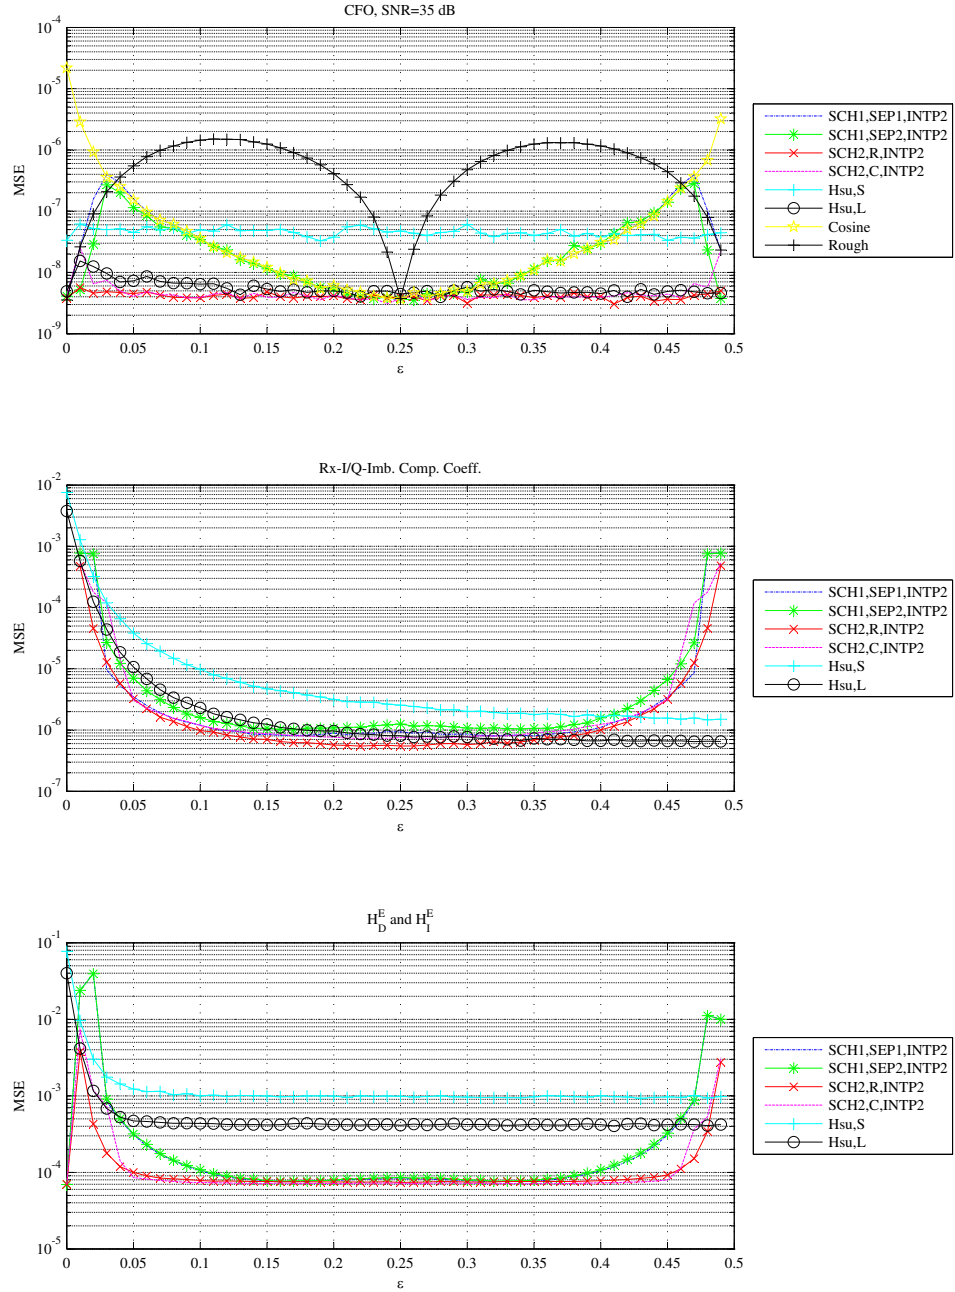 CFO, SNR=35 dB
10^-4
10^-5
10^-6
10^-7
10^-8
10^-9
MSE
0 0.05 0.1 0.15 0.2 0.25 0.3 0.35 0.4 0.45 0.5
ε
SCH1,SEP1,INTP2
SCH1,SEP2,INTP2
SCH2,R,INTP2
SCH2,C,INTP2
Hsu,S
Hsu,L
Cosine
Rough
Rx-I/Q-Imb. Comp. Coeff.
10^-2
10^-3
10^-4
10^-5
10^-6
10^-7
MSE
0 0.05 0.1 0.15 0.2 0.25 0.3 0.35 0.4 0.45 0.5
ε
SCH1,SEP1,INTP2
SCH1,SEP2,INTP2
SCH2,R,INTP2
SCH2,C,INTP2
Hsu,S
Hsu,L
H_D^E and H_I^E
10^-1
10^-2
10^-3
10^-4
10^-5
MSE
0 0.05 0.1 0.15 0.2 0.25 0.3 0.35 0.4 0.45 0.5
ε
SCH1,SEP1,INTP2
SCH1,SEP2,INTP2
SCH2,R,INTP2
SCH2,C,INTP2
Hsu,S
Hsu,L